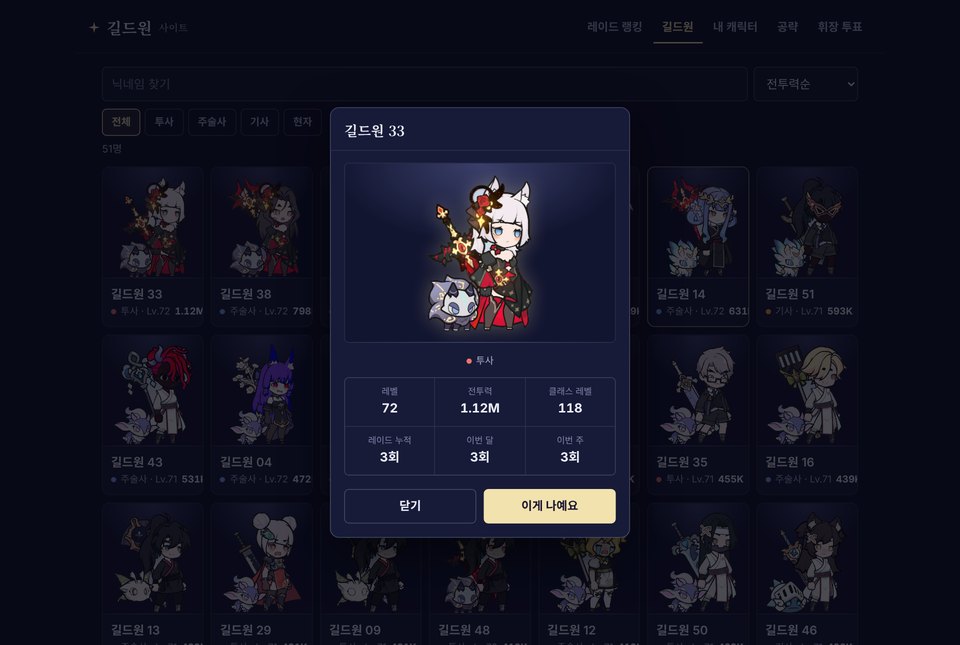 길드원 사이트
레이드 랭킹 길드원 내 캐릭터 공략 휘장 투표
닉네임 찾기 전투력순
전체 투사 주술사 기사 현자
51명
길드원 33
투사
레벨 전투력 클래스 레벨
72 1.12M 118
레이드 누적 이번 달 이번 주
3회 3회 3회
닫기 이게 나예요
길드원 33 길드원 38 길드원 14 길드원 51
투사 · Lv.72 1.12M 주술사 · Lv.72 798 주술사 · Lv.72 631 기사 · Lv.71 593K
길드원 43 길드원 04 길드원 35 길드원 16
주술사 · Lv.71 531 주술사 · Lv.72 472 투사 · Lv.71 455K 주술사 · Lv.71 439K
길드원 13 길드원 29 길드원 09 길드원 48 길드원 12 길드원 50 길드원 46